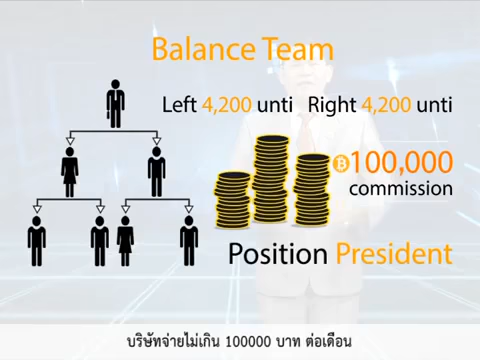 Balance Team
Left 4,200 unti Right 4,200 unti
฿100,000
commission
Position President
บริษัทจ่ายไม่เกิน 100000 บาท ต่อเดือน